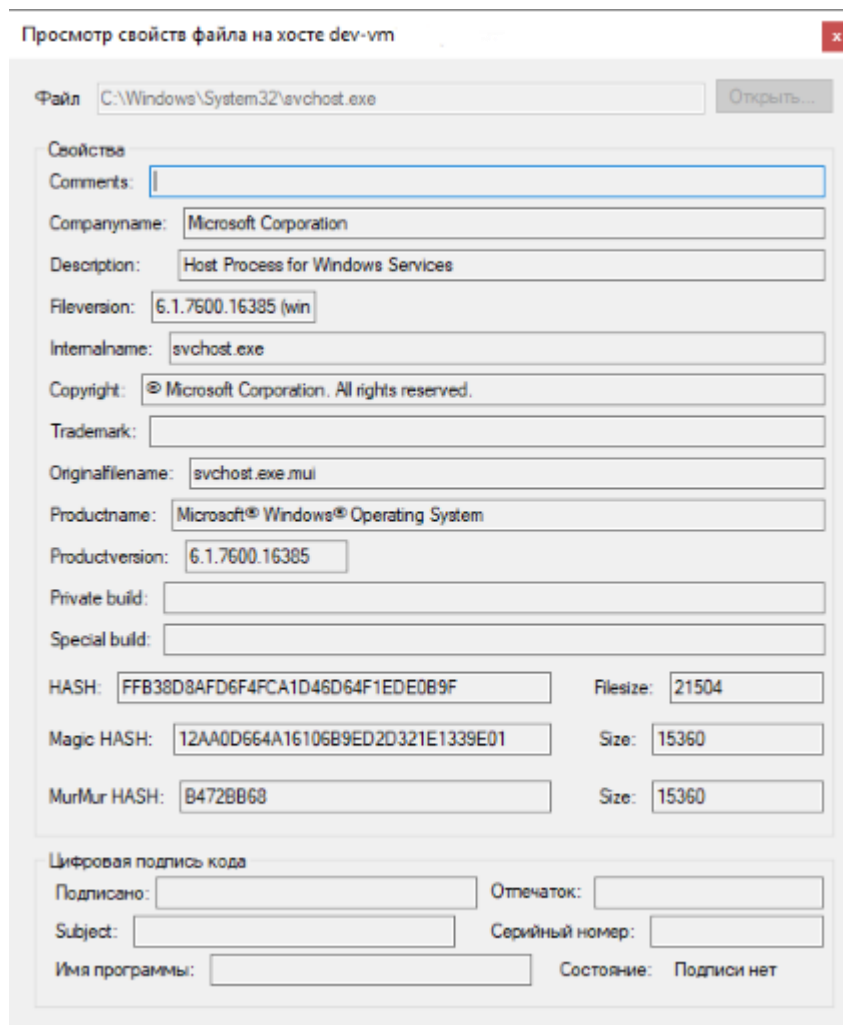 Просмотр свойств файла на хосте dev-vm
x
Файл C:\Windows\System32\svchost.exe Открыть...
Свойства
Comments:
Companyname: Microsoft Corporation
Description: Host Process for Windows Services
Fileversion: 6.1.7600.16385 (win
Internalname: svchost.exe
Copyright: © Microsoft Corporation. All rights reserved.
Trademark:
Originalfilename: svchost.exe.mui
Productname: Microsoft® Windows® Operating System
Productversion: 6.1.7600.16385
Private build:
Special build:
HASH: FFB38D8AFD6F4FCA1D46D64F1EDE0B9F Filesize: 21504
Magic HASH: 12AA0D664A16106B9ED2D321E1339E01 Size: 15360
MurMur HASH: B472BB68 Size: 15360
Цифровая подпись кода
Подписано: Отпечаток:
Subject: Серийный номер:
Имя программы: Состояние: Подписи нет